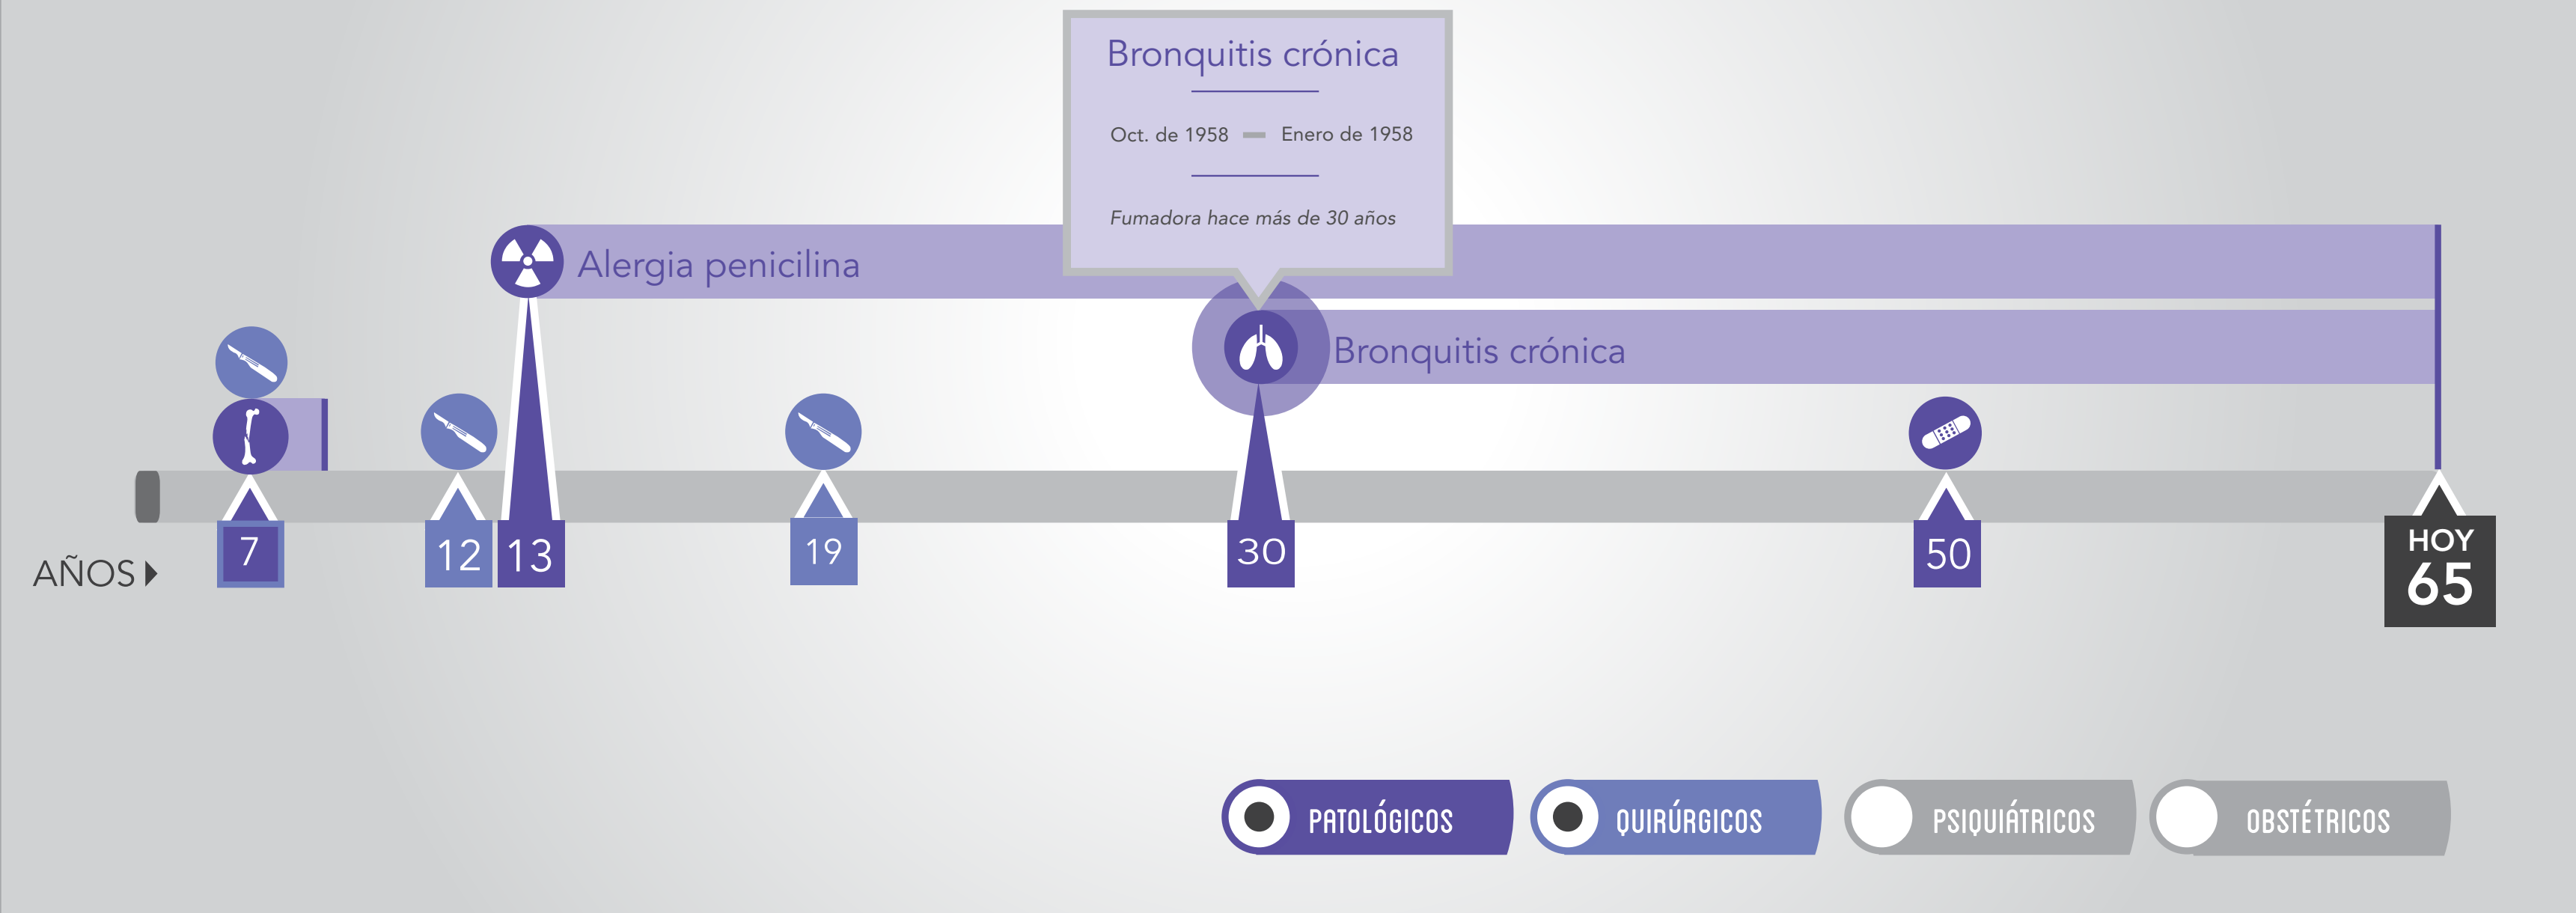 Bronquitis crónica
Oct. de 1958 Enero de 1958
Fumadora hace más de 30 años
Alergia penicilina
Bronquitis crónica
AÑOS
7
12
13
19
30
50
HOY
65
PATOLÓGICOS
QUIRÚRGICOS
PSIQUIÁTRICOS
OBSTÉTRICOS